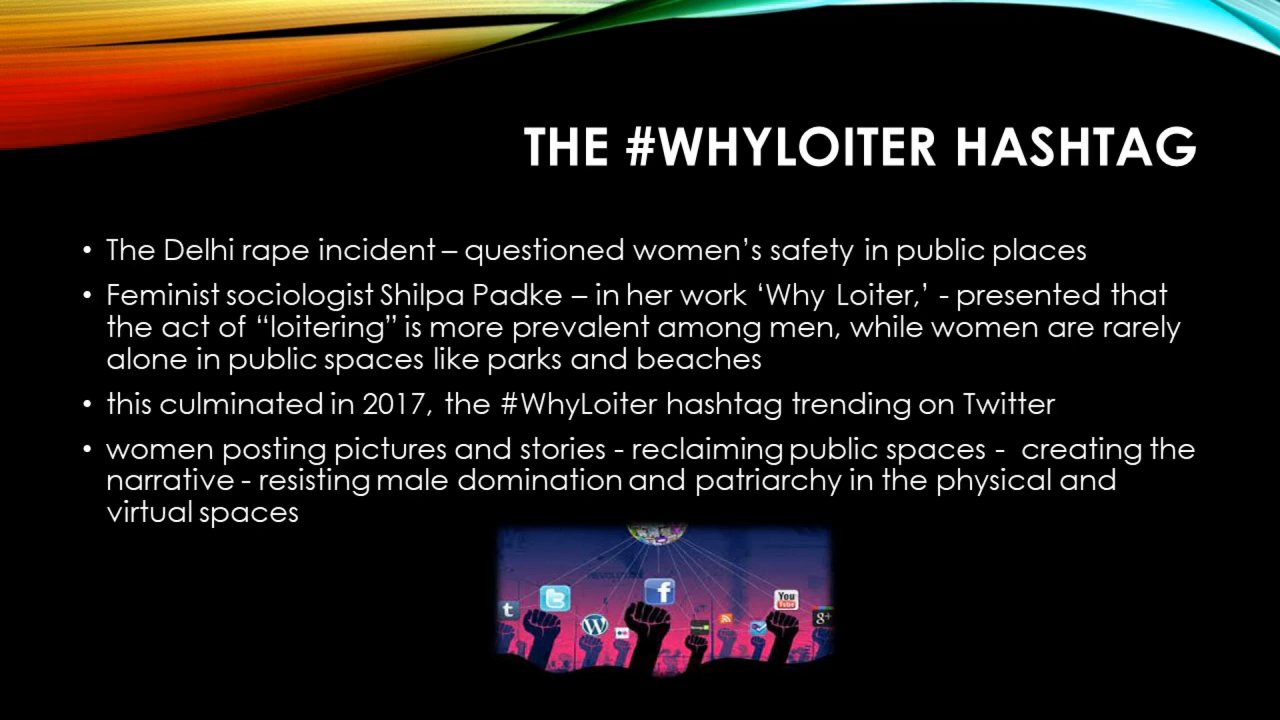 THE #WHYLOITER HASHTAG
• The Delhi rape incident – questioned women’s safety in public places
• Feminist sociologist Shilpa Padke – in her work ‘Why Loiter,’ - presented that
the act of “loitering” is more prevalent among men, while women are rarely
alone in public spaces like parks and beaches
• this culminated in 2017, the #WhyLoiter hashtag trending on Twitter
• women posting pictures and stories - reclaiming public spaces - creating the
narrative - resisting male domination and patriarchy in the physical and
virtual spaces
t
f
You
Tube
W
g+